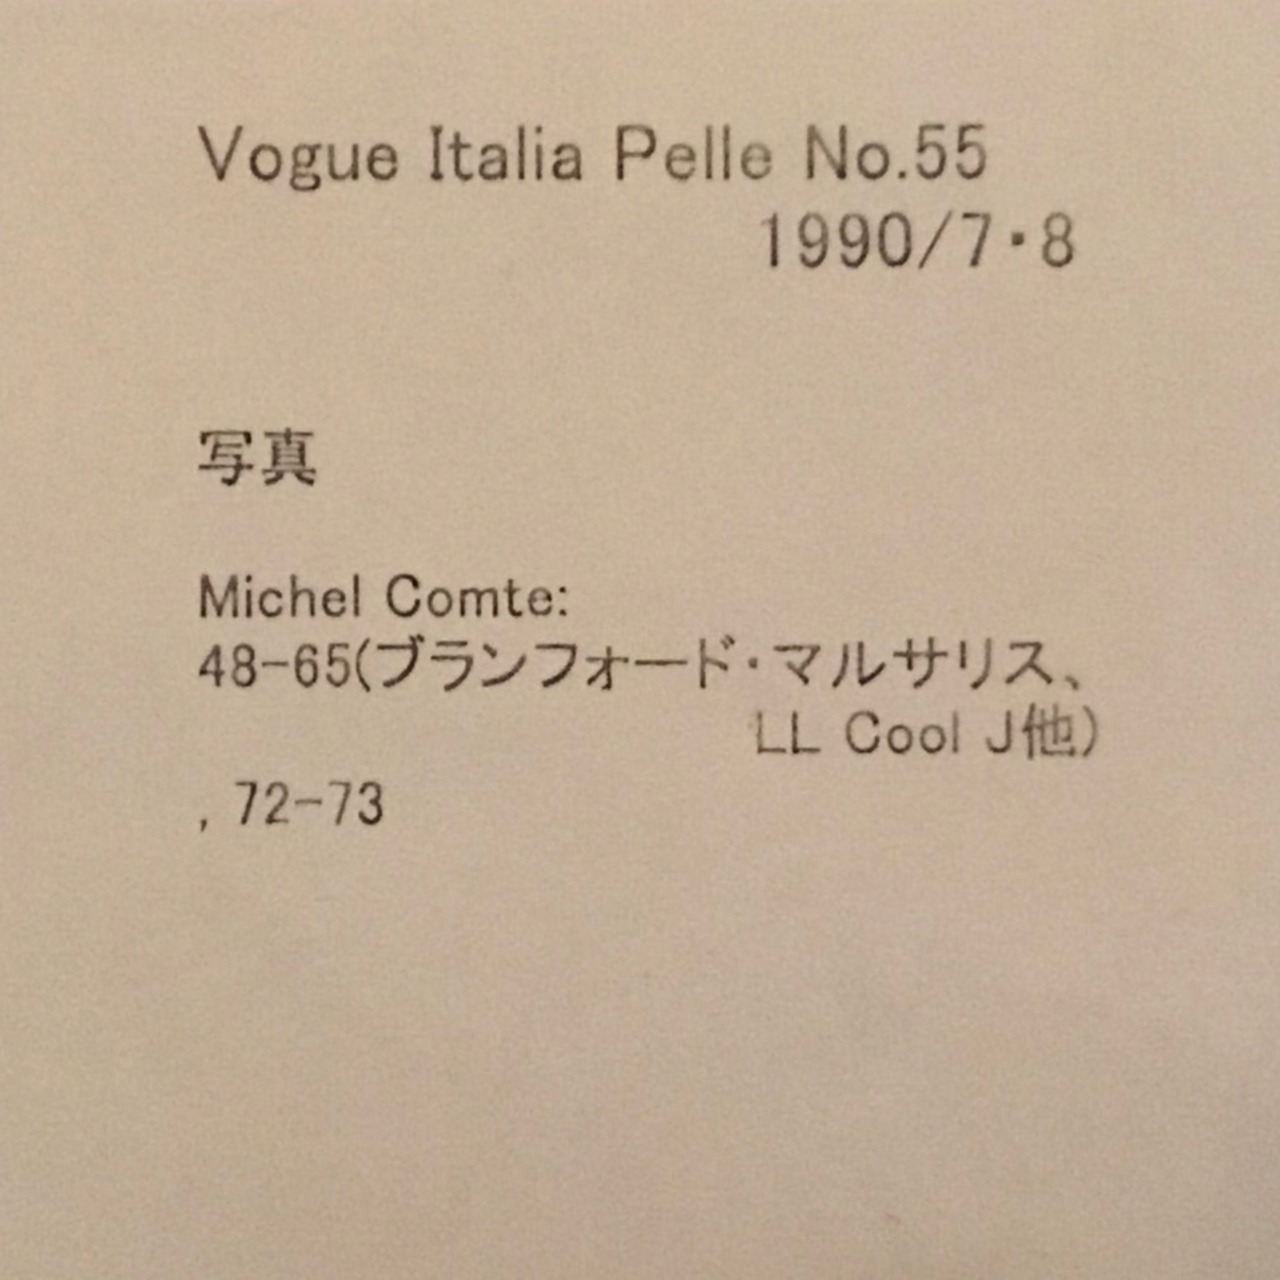 Vogue Italia Pelle No.55
1990/7・8
写真
Michel Comte:
48-65(ブランフォード・マルサリス、
LL Cool J他)
, 72-73